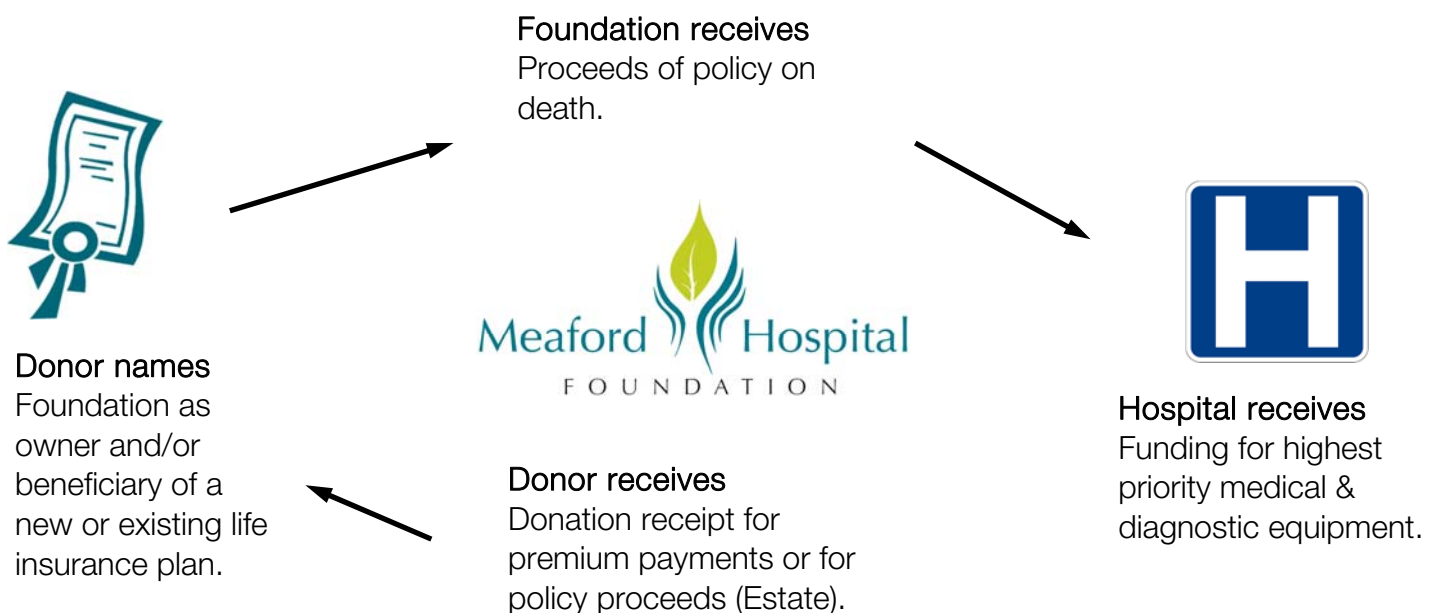 Foundation receives
Proceeds of policy on
death.
Donor names
Foundation as
owner and/or
beneficiary of a
new or existing life
insurance plan.
Meaford Hospital
FOUNDATION
H
Hospital receives
Funding for highest
priority medical &
diagnostic equipment.
Donor receives
Donation receipt for
premium payments or for
policy proceeds (Estate).